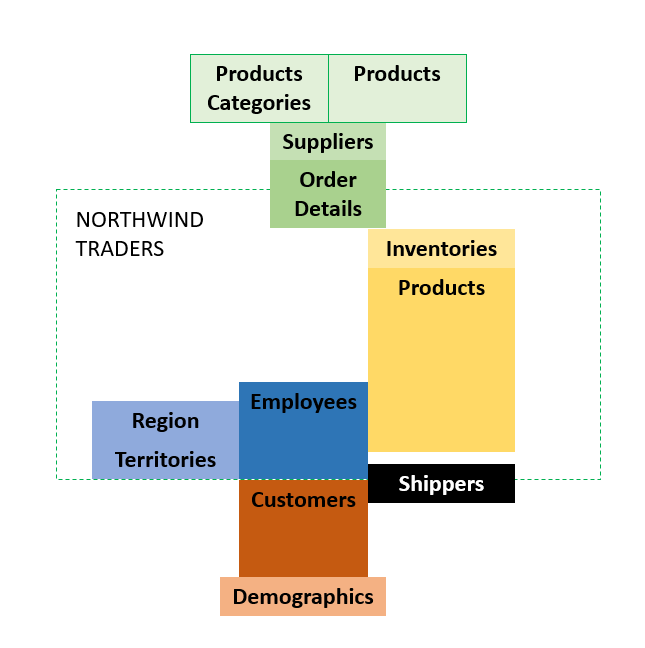 Products
Categories
Products
Suppliers
Order
Details
NORTHWIND
TRADERS
Inventories
Products
Employees
Region
Territories
Shippers
Customers
Demographics